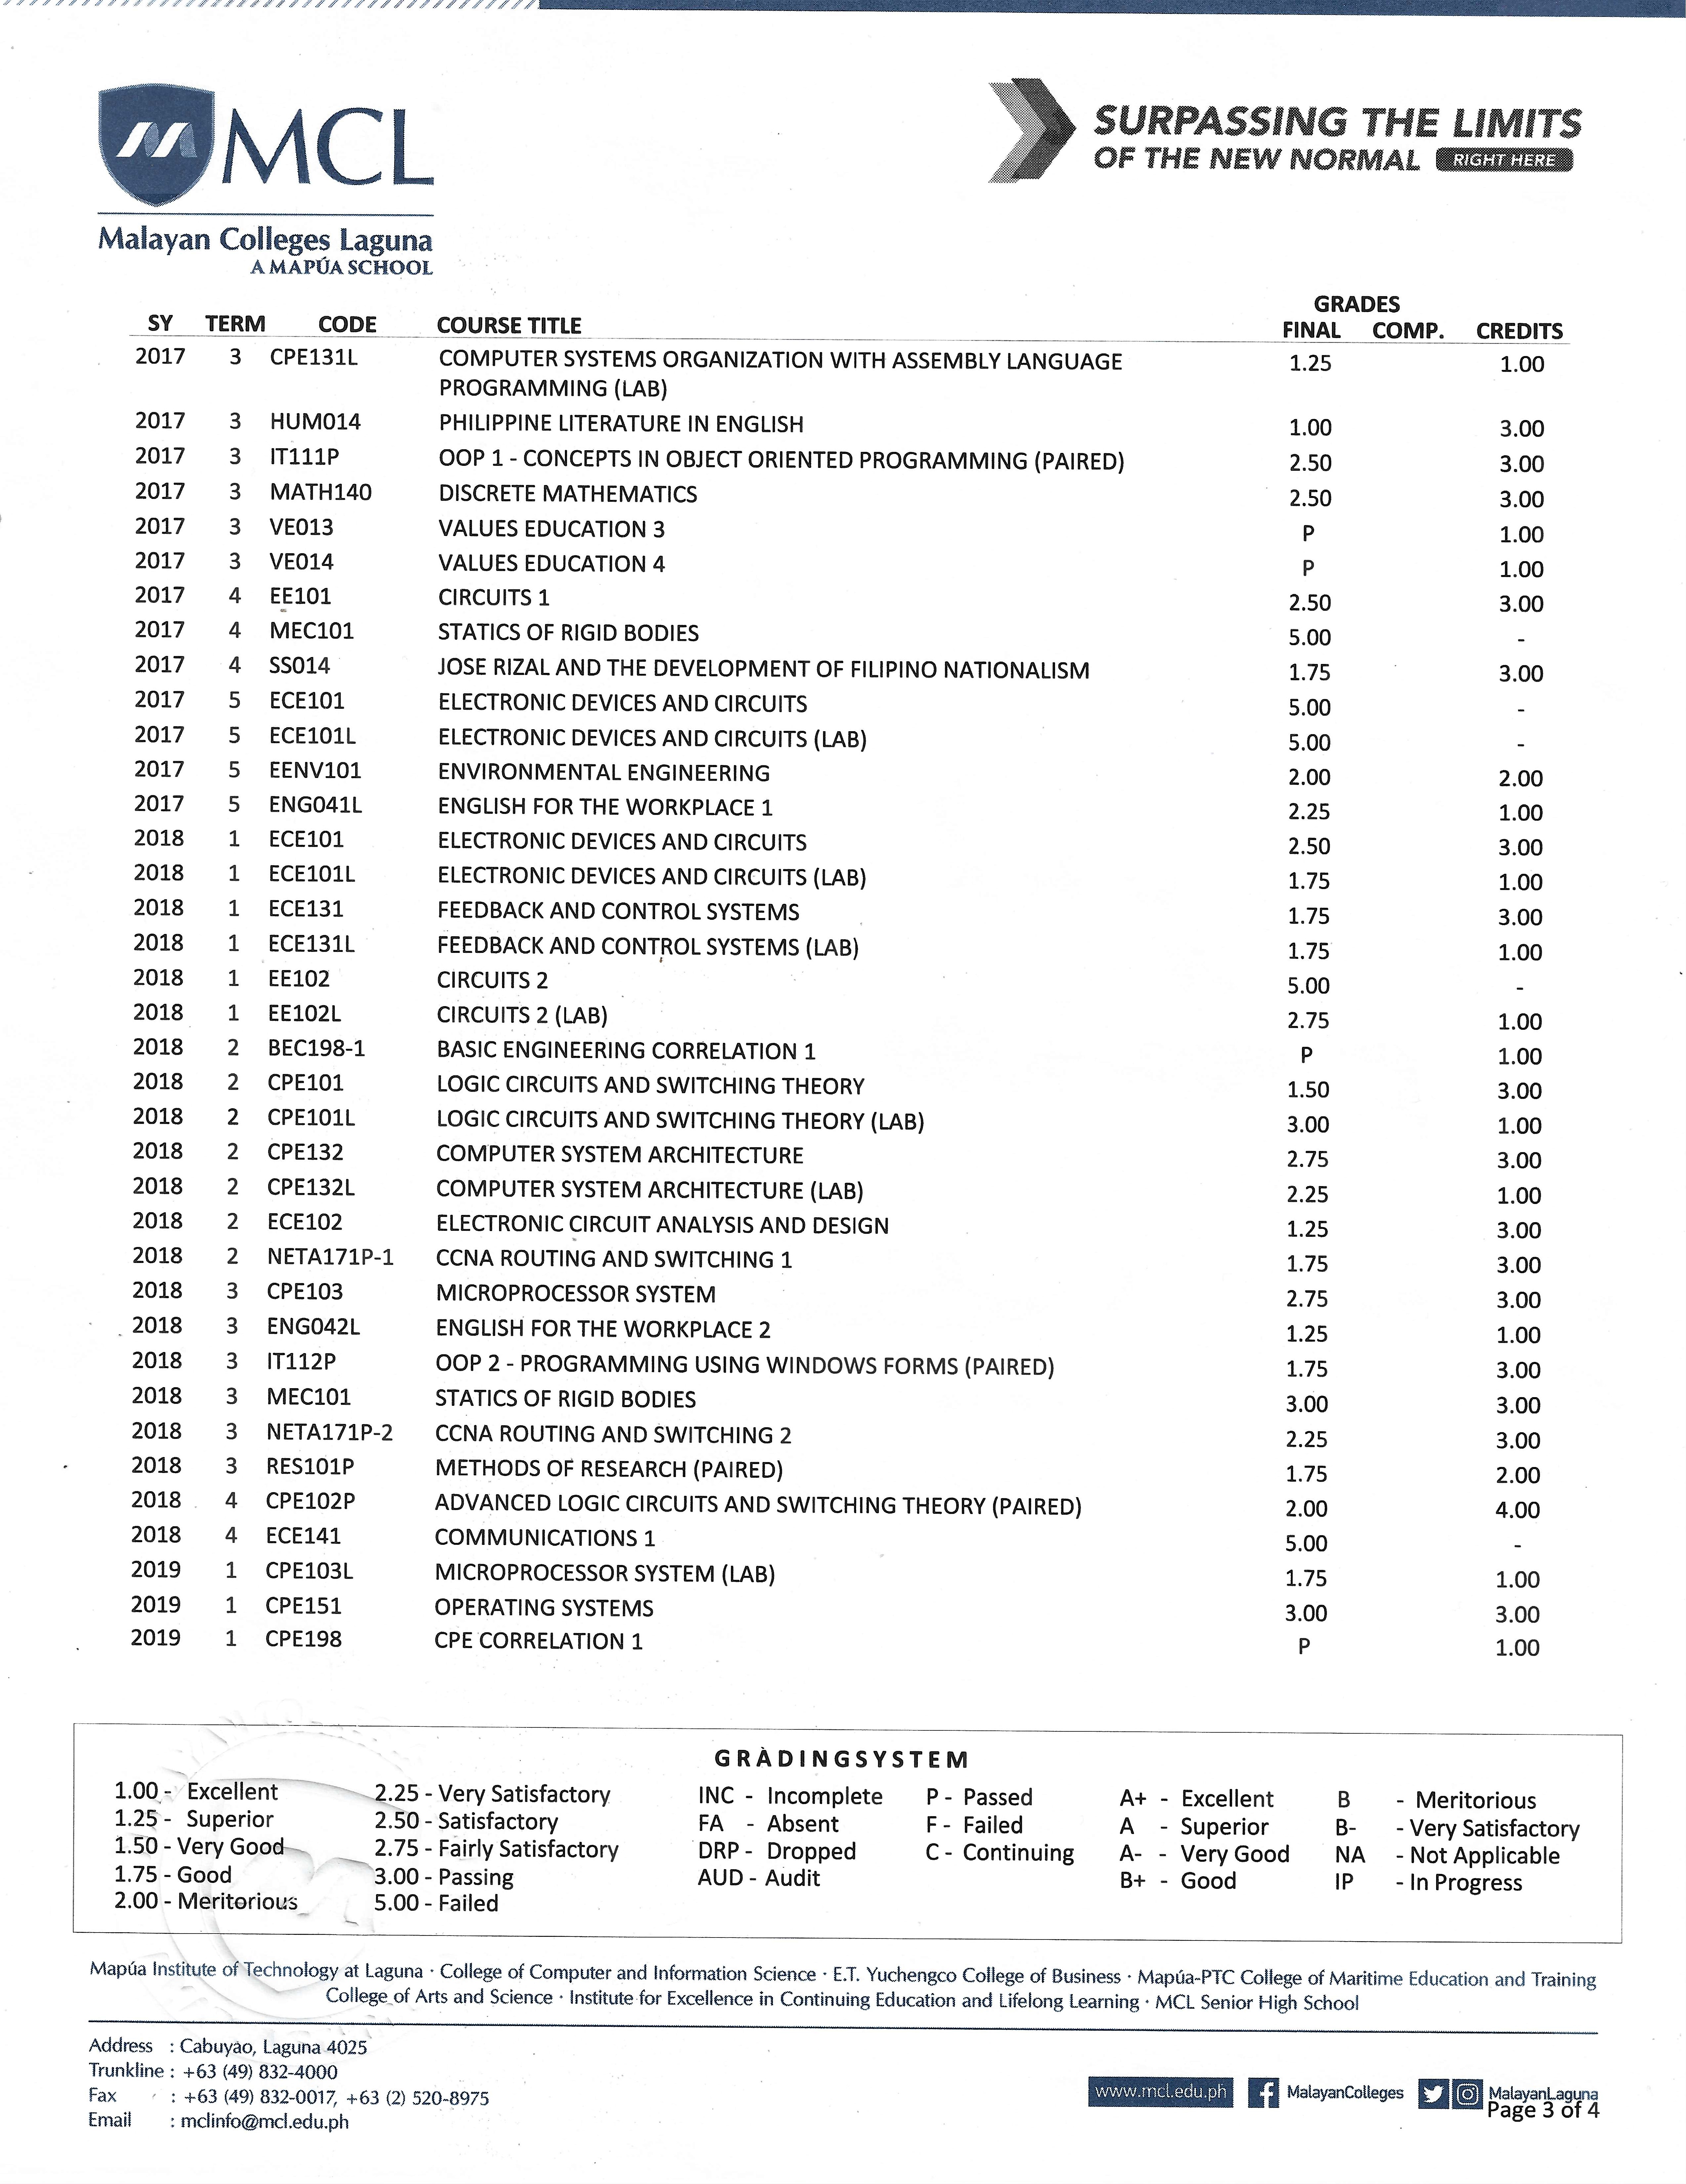 MCL
Malayan Colleges Laguna
A MAPÚA SCHOOL
SURPASSING THE LIMITS
OF THE NEW NORMAL RIGHT HERE
GRADES
SY TERM CODE COURSE TITLE FINAL COMP. CREDITS
2017 3 CPE131L COMPUTER SYSTEMS ORGANIZATION WITH ASSEMBLY LANGUAGE 1.25 1.00
PROGRAMMING (LAB)
2017 3 HUM014 PHILIPPINE LITERATURE IN ENGLISH 1.00 3.00
2017 3 IT111P OOP 1 - CONCEPTS IN OBJECT ORIENTED PROGRAMMING (PAIRED) 2.50 3.00
2017 3 MATH140 DISCRETE MATHEMATICS 2.50 3.00
2017 3 VE013 VALUES EDUCATION 3 P 1.00
2017 3 VE014 VALUES EDUCATION 4 P 1.00
2017 4 EE101 CIRCUITS 1 2.50 3.00
2017 4 MEC101 STATICS OF RIGID BODIES 5.00 -
2017 4 SS014 JOSE RIZAL AND THE DEVELOPMENT OF FILIPINO NATIONALISM 1.75 3.00
2017 5 ECE101 ELECTRONIC DEVICES AND CIRCUITS 5.00 -
2017 5 ECE101L ELECTRONIC DEVICES AND CIRCUITS (LAB) 5.00 -
2017 5 EENV101 ENVIRONMENTAL ENGINEERING 2.00 2.00
2017 5 ENG041L ENGLISH FOR THE WORKPLACE 1 2.25 1.00
2018 1 ECE101 ELECTRONIC DEVICES AND CIRCUITS 2.50 3.00
2018 1 ECE101L ELECTRONIC DEVICES AND CIRCUITS (LAB) 1.75 1.00
2018 1 ECE131 FEEDBACK AND CONTROL SYSTEMS 1.75 3.00
2018 1 ECE131L FEEDBACK AND CONTROL SYSTEMS (LAB) 1.75 1.00
2018 1 EE102 CIRCUITS 2 5.00 -
2018 1 EE102L CIRCUITS 2 (LAB) 2.75 1.00
2018 2 BEC198-1 BASIC ENGINEERING CORRELATION 1 P 1.00
2018 2 CPE101 LOGIC CIRCUITS AND SWITCHING THEORY 1.50 3.00
2018 2 CPE101L LOGIC CIRCUITS AND SWITCHING THEORY (LAB) 3.00 1.00
2018 2 CPE132 COMPUTER SYSTEM ARCHITECTURE 2.75 3.00
2018 2 CPE132L COMPUTER SYSTEM ARCHITECTURE (LAB) 2.25 1.00
2018 2 ECE102 ELECTRONIC CIRCUIT ANALYSIS AND DESIGN 1.25 3.00
2018 2 NETA171P-1 CCNA ROUTING AND SWITCHING 1 1.75 3.00
2018 3 CPE103 MICROPROCESSOR SYSTEM 2.75 3.00
2018 3 ENG042L ENGLISH FOR THE WORKPLACE 2 1.25 1.00
2018 3 IT112P OOP 2 - PROGRAMMING USING WINDOWS FORMS (PAIRED) 1.75 3.00
2018 3 MEC101 STATICS OF RIGID BODIES 3.00 3.00
2018 3 NETA171P-2 CCNA ROUTING AND SWITCHING 2 2.25 3.00
2018 3 RES101P METHODS OF RESEARCH (PAIRED) 1.75 2.00
2018 4 CPE102P ADVANCED LOGIC CIRCUITS AND SWITCHING THEORY (PAIRED) 2.00 4.00
2018 4 ECE141 COMMUNICATIONS 1 5.00 -
2019 1 CPE103L MICROPROCESSOR SYSTEM (LAB) 1.75 1.00
2019 1 CPE151 OPERATING SYSTEMS 3.00 3.00
2019 1 CPE198 CPE CORRELATION 1 P 1.00
GRADINGSYSTEM
1.00 - Excellent 2.25 - Very Satisfactory INC - Incomplete P - Passed A+ - Excellent B - Meritorious
1.25 - Superior 2.50 - Satisfactory FA - Absent F - Failed A - Superior B- - Very Satisfactory
1.50 - Very Good 2.75 - Fairly Satisfactory DRP - Dropped C - Continuing A- - Very Good NA - Not Applicable
1.75 - Good 3.00 - Passing AUD - Audit B+ - Good IP - In Progress
2.00 - Meritorious 5.00 - Failed
Mapúa Institute of Technology at Laguna · College of Computer and Information Science · E.T. Yuchengco College of Business · Mapúa-PTC College of Maritime Education and Training
College of Arts and Science · Institute for Excellence in Continuing Education and Lifelong Learning · MCL Senior High School
Address : Cabuyao, Laguna 4025
Trunkline : +63 (49) 832-4000
Fax : +63 (49) 832-0017, +63 (2) 520-8975
Email : mclinfo@mcl.edu.ph
www.mcl.edu.ph MalayanColleges MalayanLaguna
Page 3 of 4